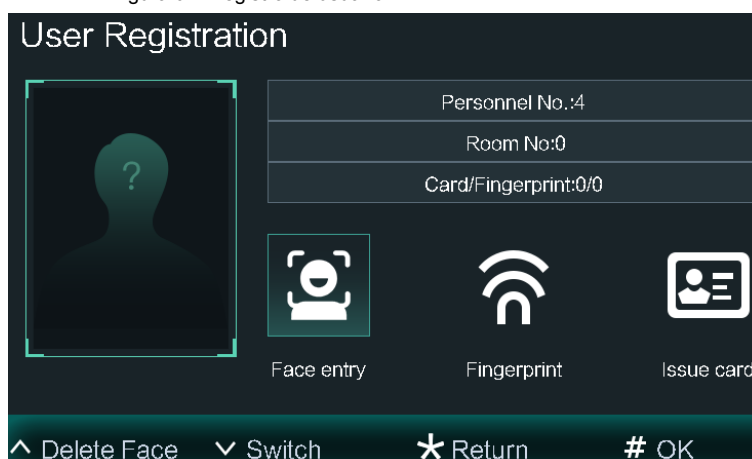 User Registration
?
Personnel No.:4
Room No:0
Card/Fingerprint:0/0
Face entry
Fingerprint
Issue card
^ Delete Face ∨ Switch * Return # OK